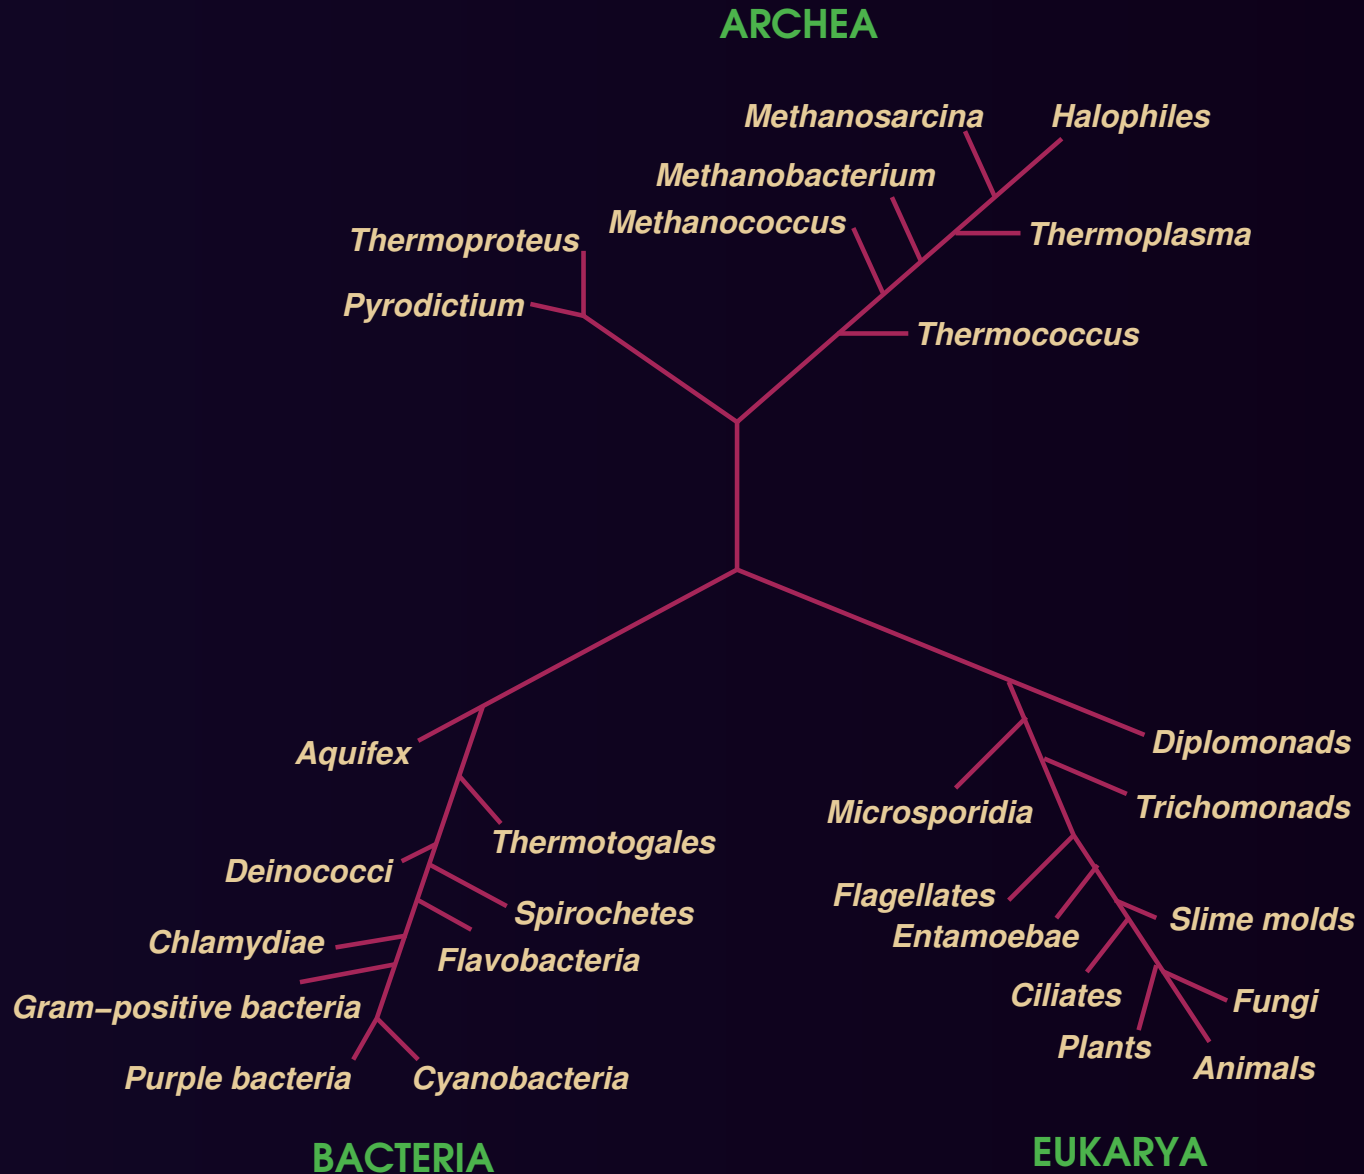 ARCHEA
Methanosarcina
Halophiles
Methanobacterium
Methanococcus
Thermoplasma
Thermoproteus
Pyrodictium
Thermococcus
Aquifex
Diplomonads
Microsporidia
Trichomonads
Thermotogales
Deinococci
Flagellates
Spirochetes
Slime molds
Entamoebae
Chlamydiae
Flavobacteria
Ciliates
Fungi
Gram–positive bacteria
Plants
Animals
Purple bacteria
Cyanobacteria
BACTERIA
EUKARYA